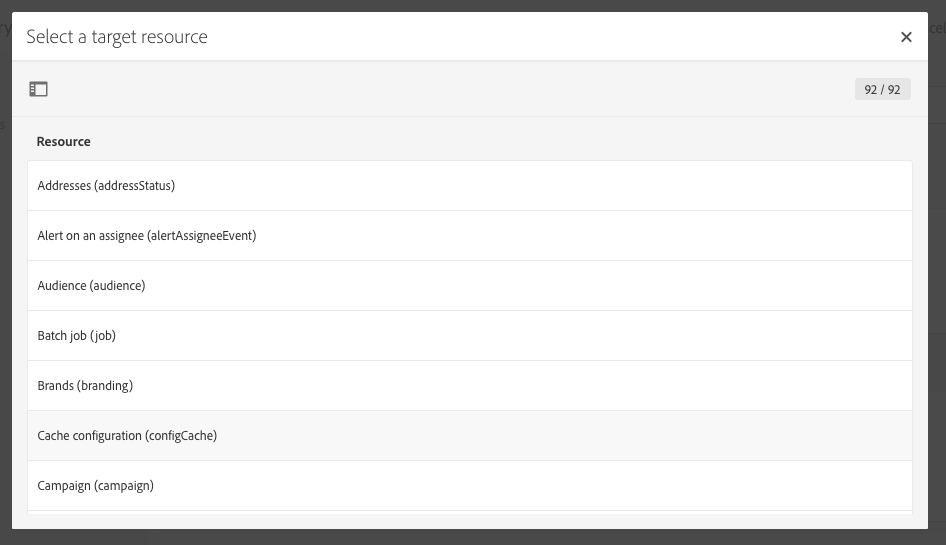 Select a target resource
92 / 92
Resource
Addresses (addressStatus)
Alert on an assignee (alertAssigneeEvent)
Audience (audience)
Batch job (job)
Brands (branding)
Cache configuration (configCache)
Campaign (campaign)